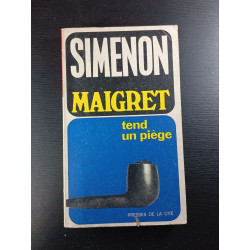 SIMENON
MAIGRET
tend
un piège
PRESSES DE LA CITÉ